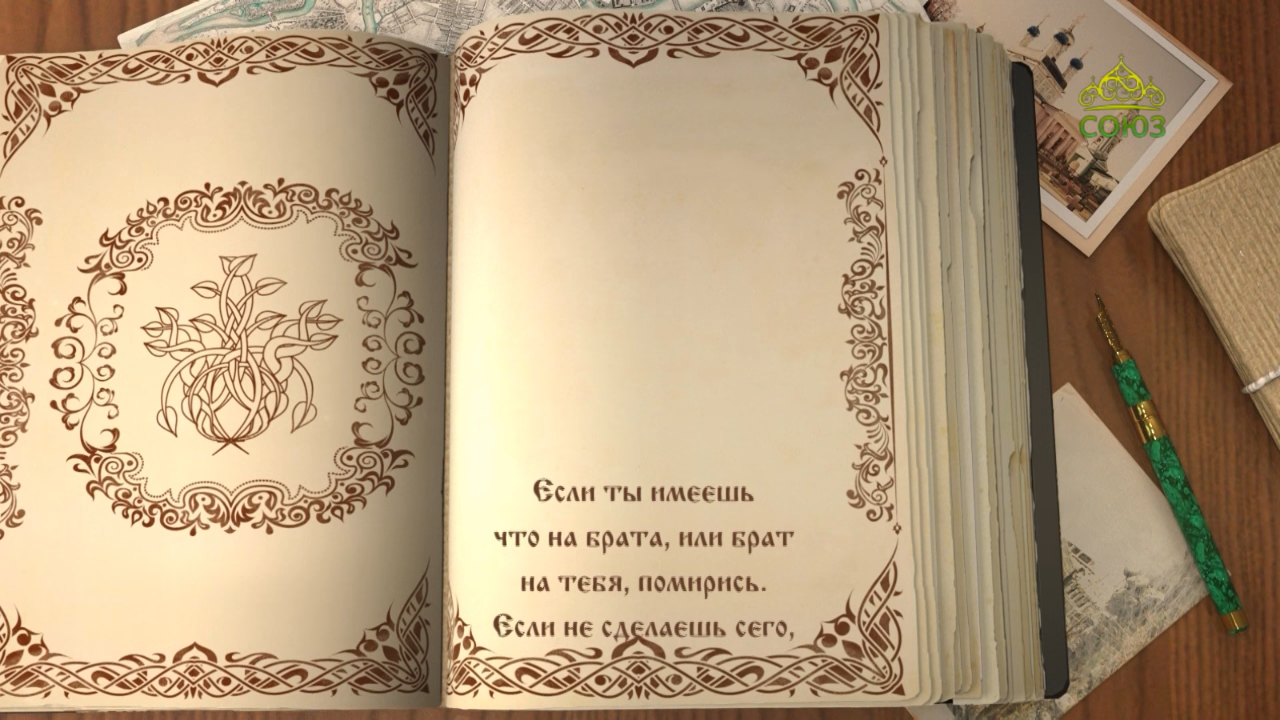 СОЮЗ
Если ты имеешь
что на брата, или брат
на тебя, помирись.
Если не сделаешь сего,